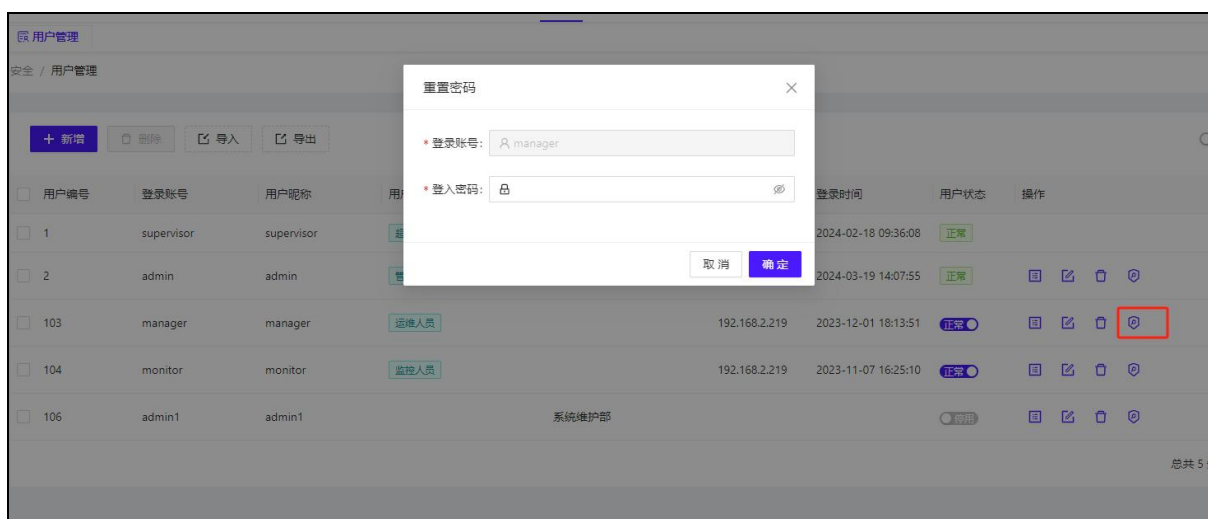 用户管理
安全 / 用户管理
重置密码
新增 删除 导入 导出
* 登录账号: manager
* 登入密码:
取消 确定
用户编号 登录账号 用户昵称 用 登录时间 用户状态 操作
1 supervisor supervisor 超 2024-02-18 09:36:08 正常
2 admin admin 管 2024-03-19 14:07:55 正常
103 manager manager 运维人员 192.168.2.219 2023-12-01 18:13:51 正常
104 monitor monitor 监控人员 192.168.2.219 2023-11-07 16:25:10 正常
106 admin1 admin1 系统维护部 停用
总共 5